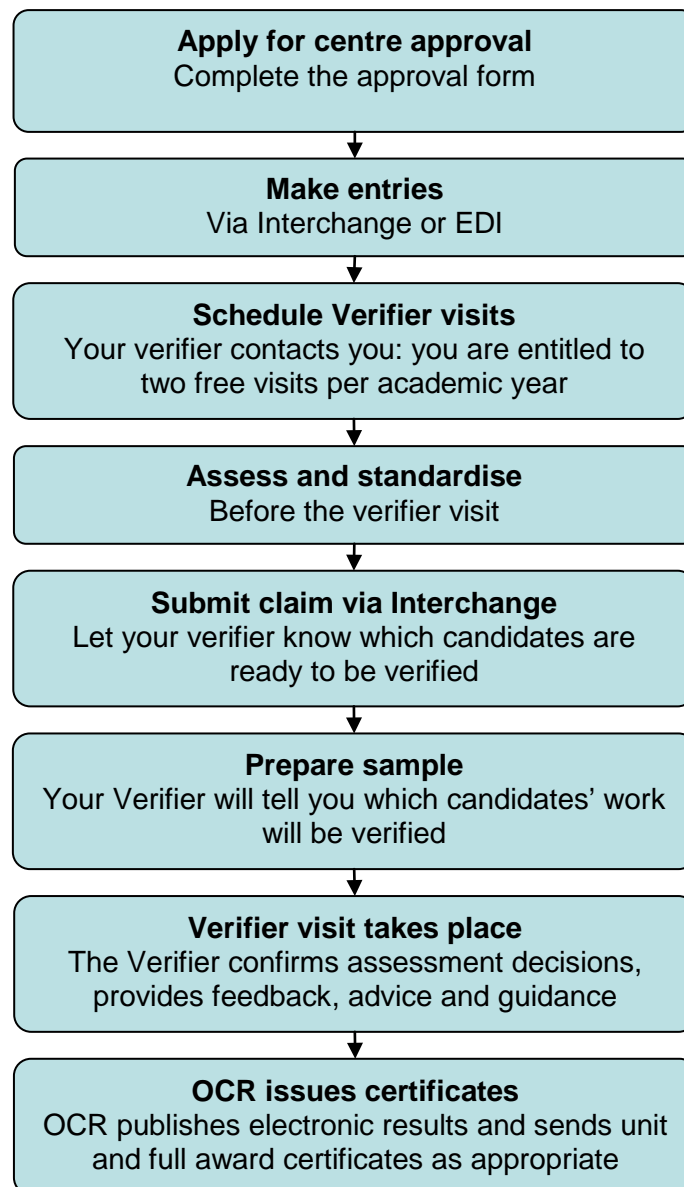 Apply for centre approval
Complete the approval form
Make entries
Via Interchange or EDI
Schedule Verifier visits
Your verifier contacts you: you are entitled to
two free visits per academic year
Assess and standardise
Before the verifier visit
Submit claim via Interchange
Let your verifier know which candidates are
ready to be verified
Prepare sample
Your Verifier will tell you which candidates’ work
will be verified
Verifier visit takes place
The Verifier confirms assessment decisions,
provides feedback, advice and guidance
OCR issues certificates
OCR publishes electronic results and sends unit
and full award certificates as appropriate